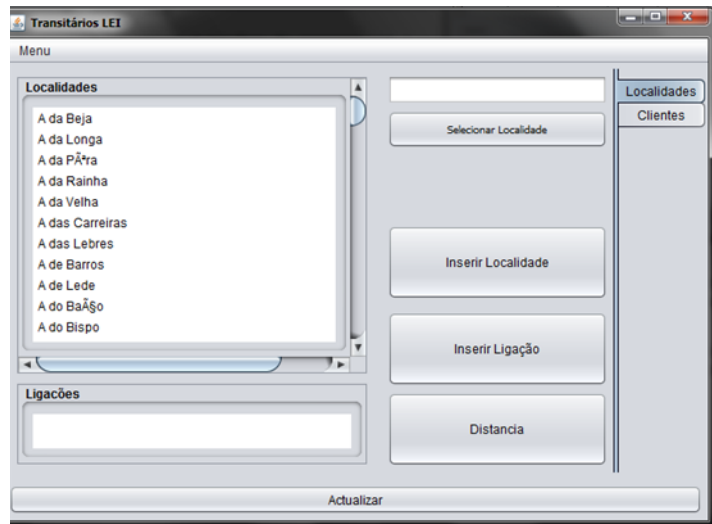 Transitários LEI
Menu
Localidades
A da Beja
A da Longa
A da PÃªra
A da Rainha
A da Velha
A das Carreiras
A das Lebres
A de Barros
A de Lede
A do BaÃ§o
A do Bispo
Ligacões
Selecionar Localidade
Inserir Localidade
Inserir Ligação
Distancia
Localidades
Clientes
Actualizar